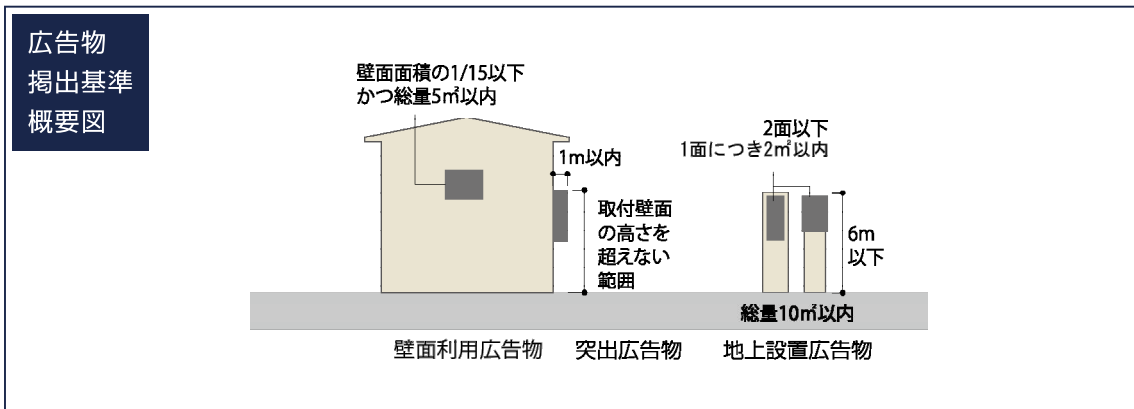 広告物
掲出基準
概要図
壁面面積の1/15以下
かつ総量5㎡以内
1m以内
取付壁面
の高さを
超えない
範囲
2面以下
1面につき2㎡以内
6m
以下
総量10㎡以内
壁面利用広告物
突出広告物
地上設置広告物